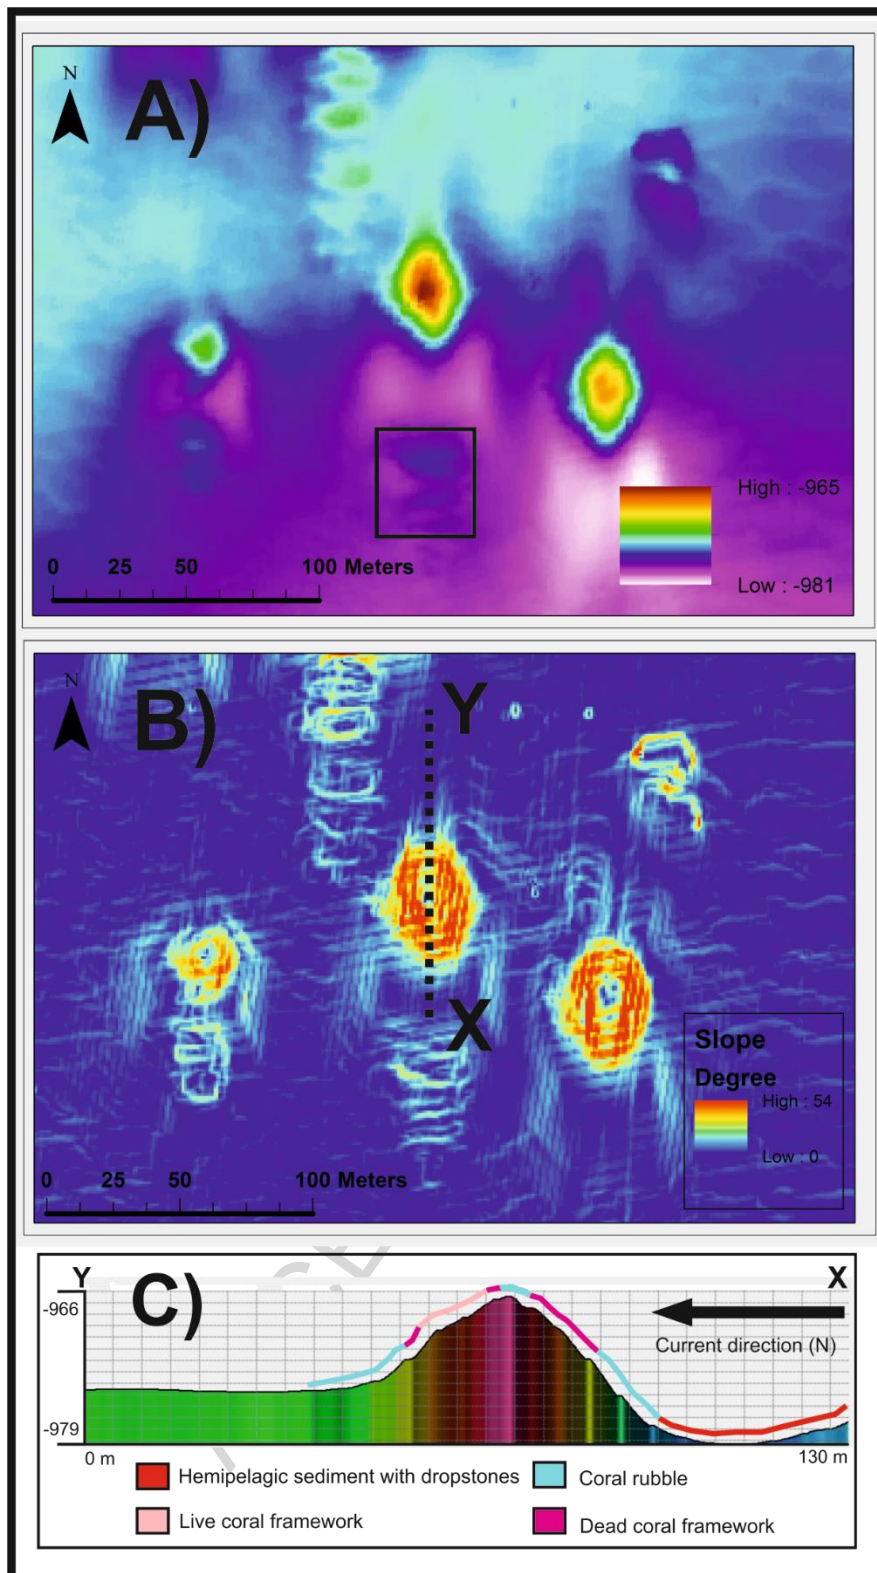 N
A)
0 25 50 100 Meters
High : -965
Low : -981
N
B)
Y
X
Slope
Degree
High : 54
Low : 0
0 25 50 100 Meters
Y
C)
X
-966
Current direction (N)
-979
0 m
130 m
Hemipelagic sediment with dropstones
Coral rubble
Live coral framework
Dead coral framework